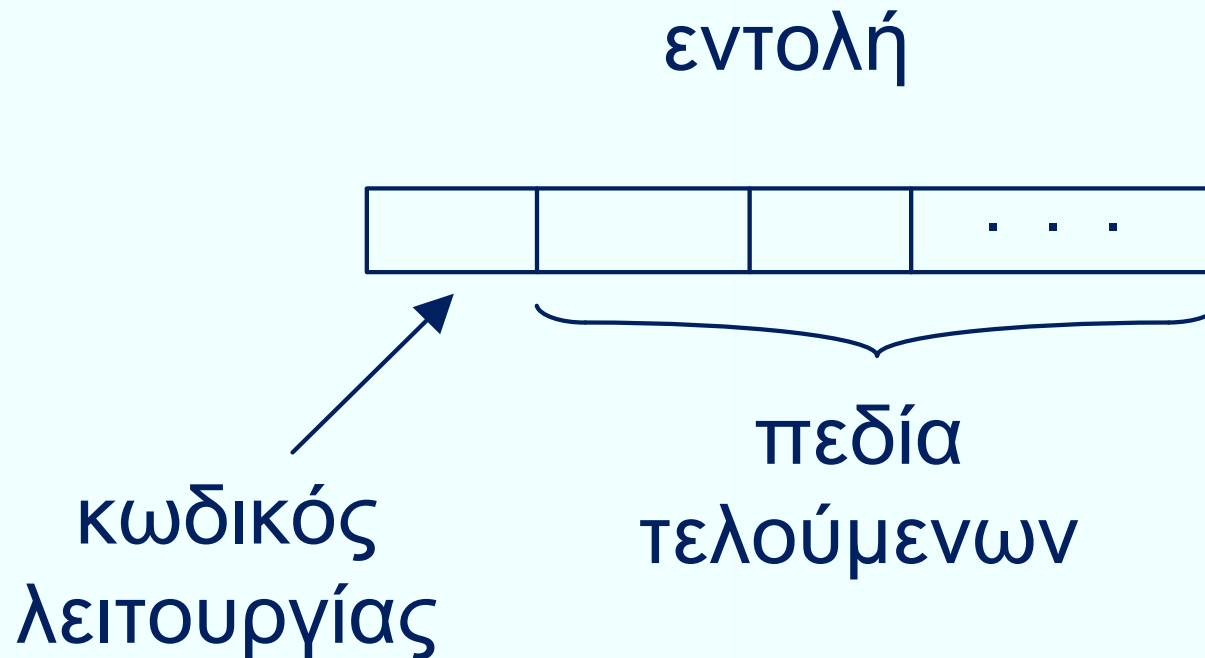 εντολή
. . .
πεδία
τελούμενων
κωδικός
λειτουργίας